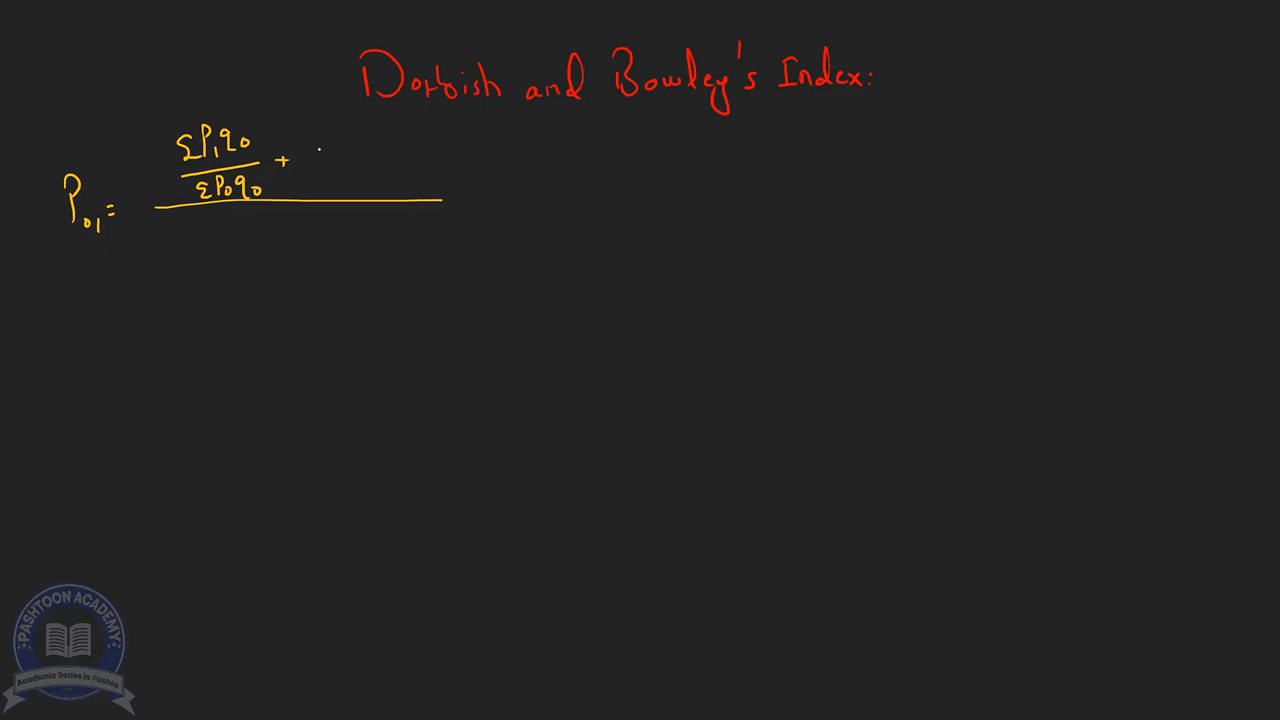 Dorbish and Bowley's Index:
ΣP₁q₀ +
P₀₁ =
ΣP₀q₀
PASHTOON ACADEMY
Academic Series in Pashto